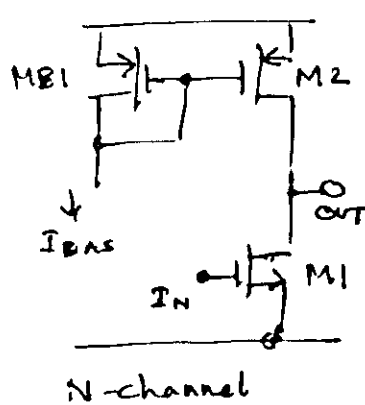 MB1
M2
IBIAS
OUT
IN
M1
N-channel